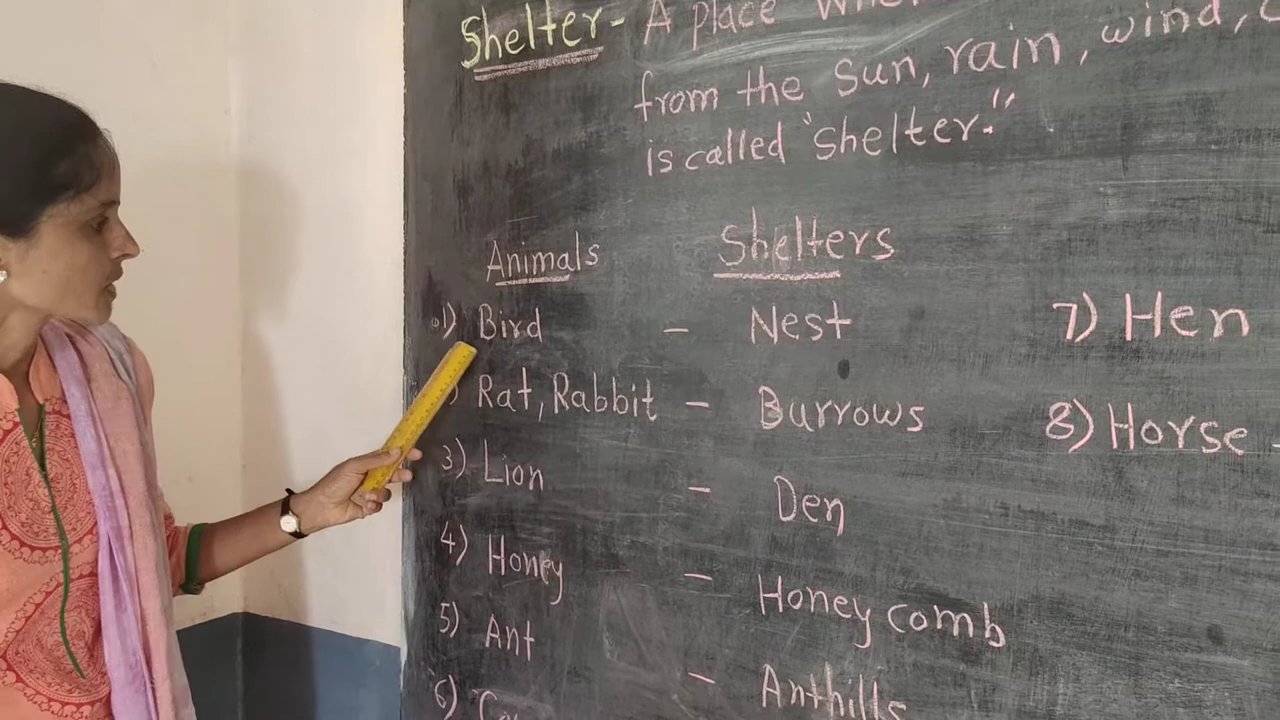 Shelter - A place
from the sun, rain, wind,
is called "shelter."
Animals Shelters
1) Bird - Nest
Rat, Rabbit - Burrows
3) Lion - Den
4) Honey - Honey comb
5) Ant - Anthills
6)
7) Hen
8) Horse -